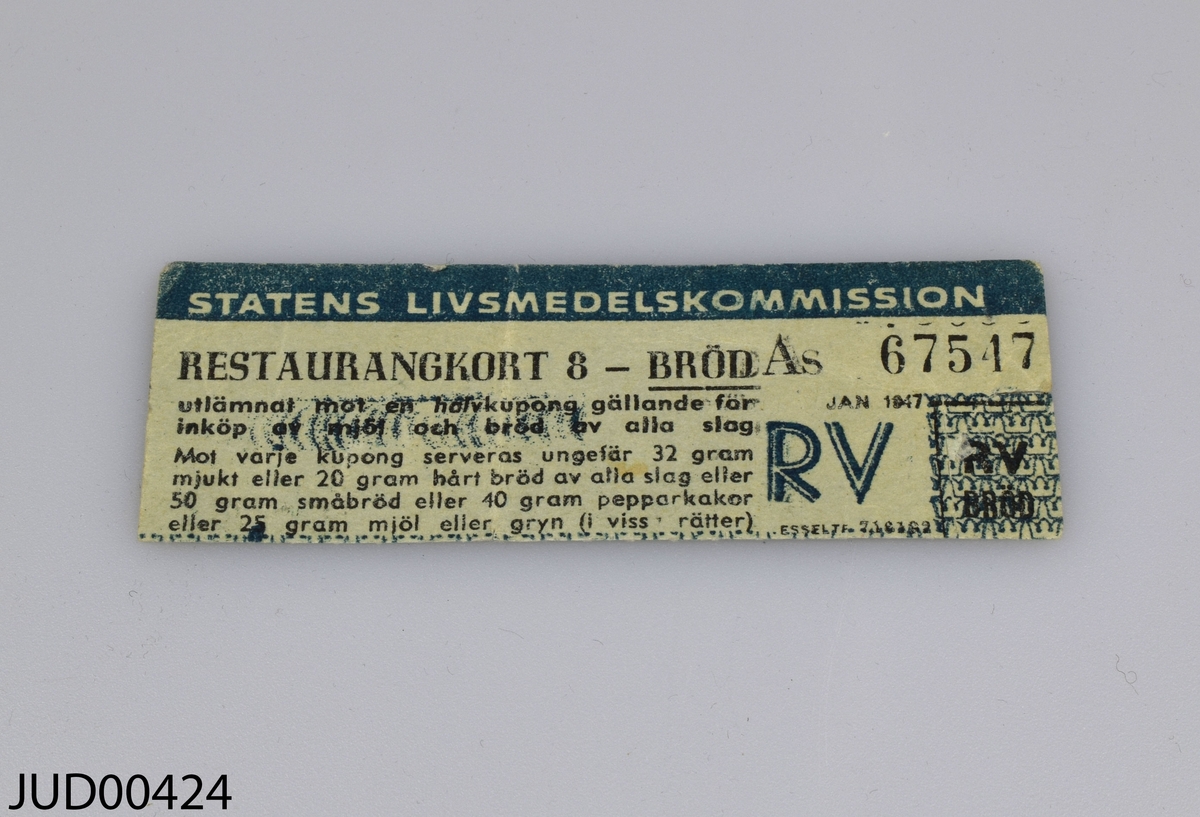 STATENS LIVSMEDELSKOMMISSION
RESTAURANGKORT 8 – BRÖD As 67547
utlämnat mot en halvkupong gällande för
inköp av mjöl och bröd av alla slag
JAN 1947
Mot varje kupong serveras ungefär 32 gram
mjukt eller 20 gram hårt bröd av alla slag eller
50 gram småbröd eller 40 gram pepparkakor
eller 25 gram mjöl eller gryn (i viss rätter)
RV
ESSELTE
RV
BRÖD
JUD00424